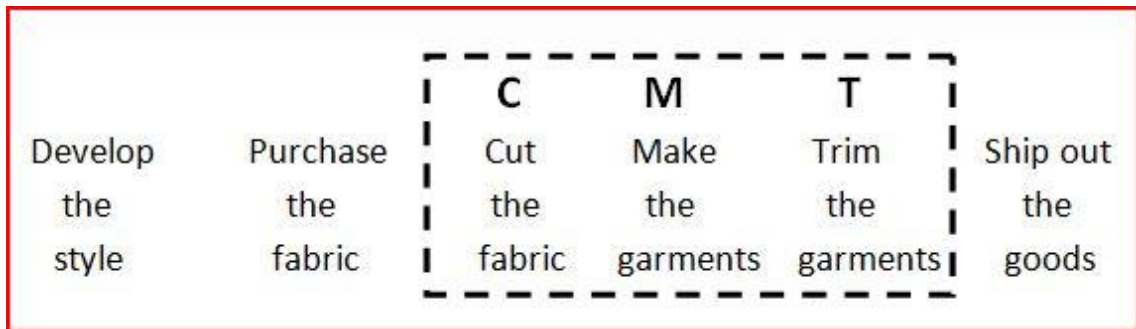 C M T
Develop Purchase Cut Make Trim Ship out
the the the the the the
style fabric fabric garments garments goods